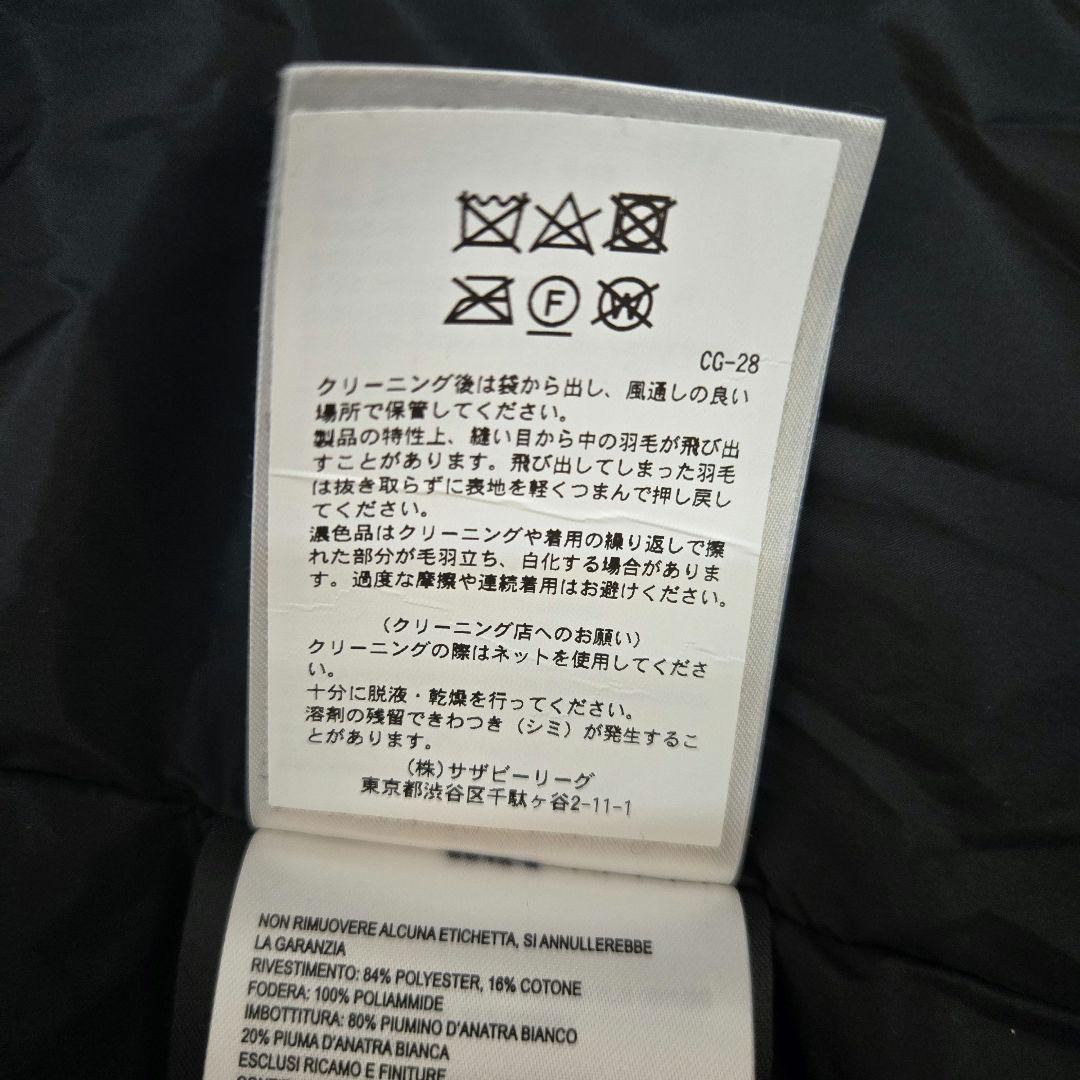 F
W
CG-28
クリーニング後は袋から出し、風通しの良い
場所で保管してください。
製品の特性上、縫い目から中の羽毛が飛び出
すことがあります。飛び出してしまった羽毛
は抜き取らずに表地を軽くつまんで押し戻し
てください。
濃色品はクリーニングや着用の繰り返しで擦
れた部分が毛羽立ち、白化する場合がありま
す。過度な摩擦や連続着用はお避けください。
(クリーニング店へのお願い)
クリーニングの際はネットを使用してくださ
い。
十分に脱液・乾燥を行ってください。
溶剤の残留できわつき(シミ)が発生するこ
とがあります。
(株)サザビーリーグ
東京都渋谷区千駄ヶ谷2-11-1
NON RIMUOVERE ALCUNA ETICHETTA, SI ANNULLEREBBE
LA GARANZIA
RIVESTIMENTO: 84% POLYESTER, 16% COTONE
FODERA: 100% POLIAMMIDE
IMBOTTITURA: 80% PIUMINO D'ANATRA BIANCO
20% PIUMA D'ANATRA BIANCA
ESCLUSI RICAMO E FINITURE